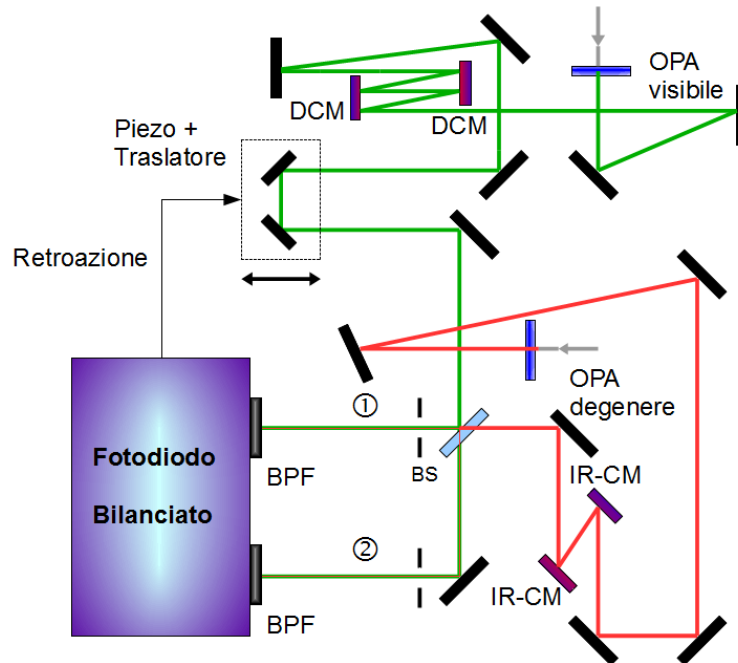 OPA
visibile
DCM
DCM
Piezo +
Traslatore
Retroazione
OPA
degenere
①
Fotodiodo
Bilanciato
BPF
BS
IR-CM
②
IR-CM
BPF